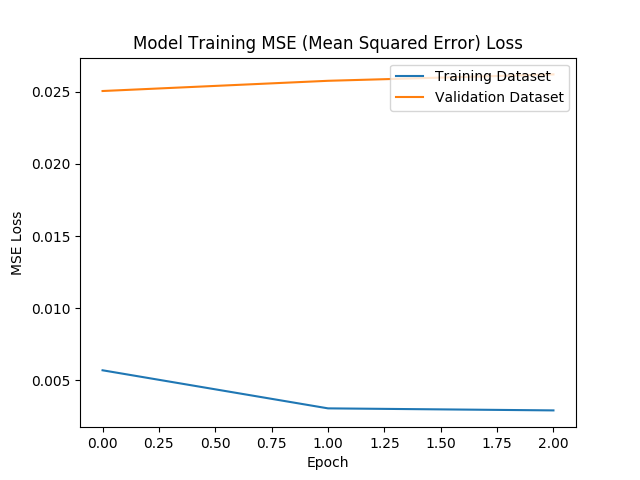 Model Training MSE (Mean Squared Error) Loss
Training Dataset
Validation Dataset
0.025
0.020
0.015
0.010
0.005
MSE Loss
0.00 0.25 0.50 0.75 1.00 1.25 1.50 1.75 2.00
Epoch